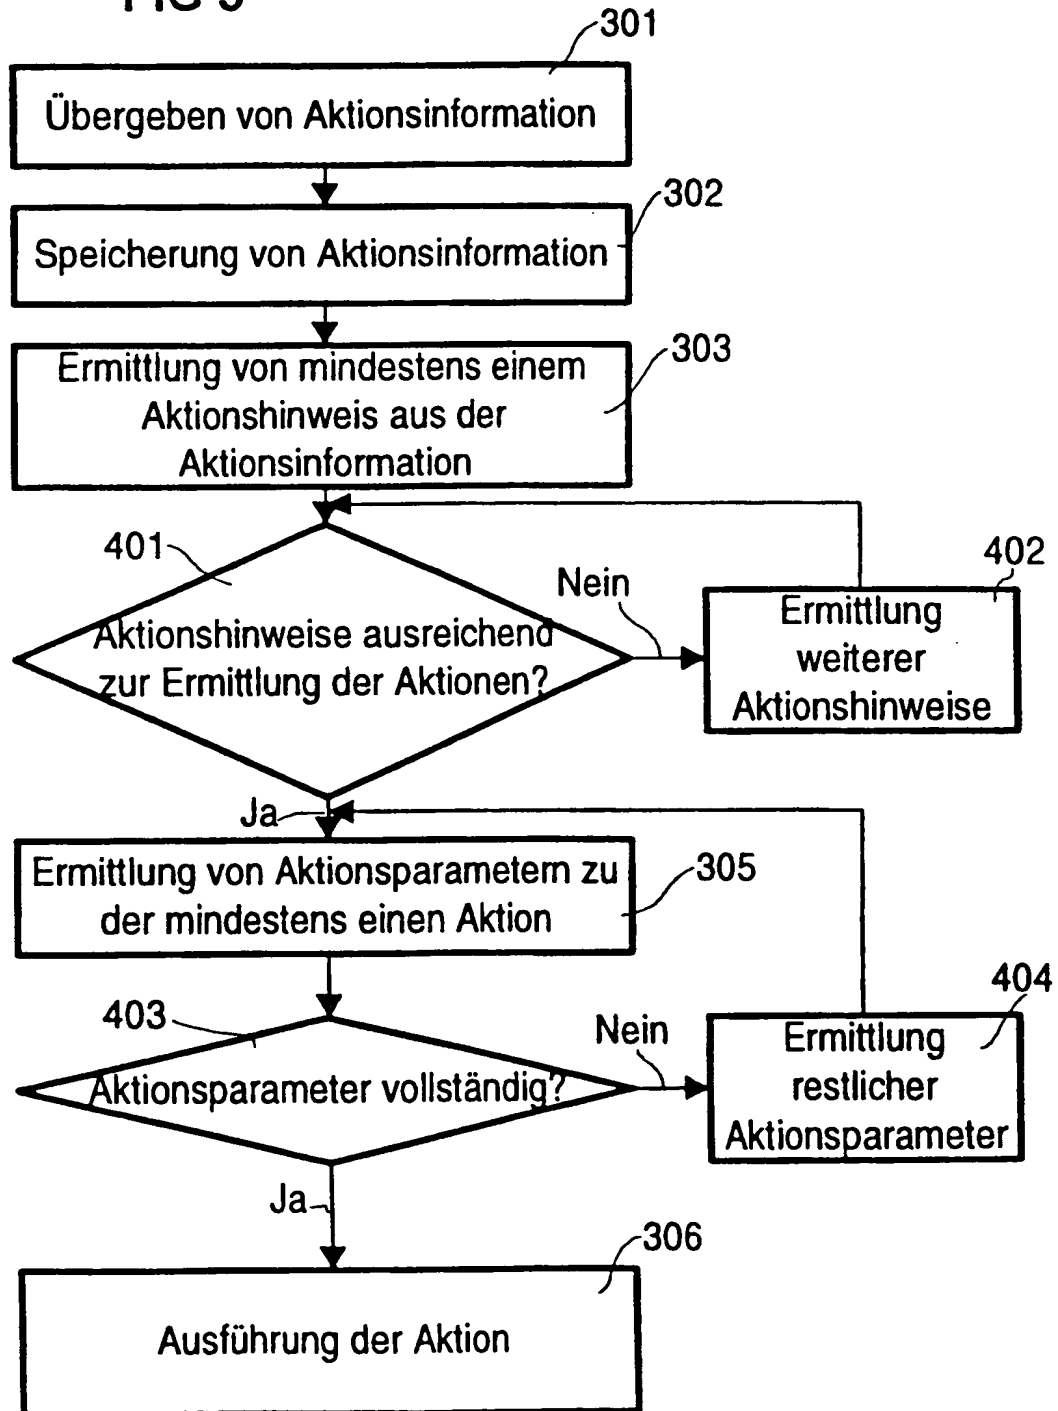 301
Übergeben von Aktionsinformation
302
Speicherung von Aktionsinformation
303
Ermittlung von mindestens einem
Aktionshinweis aus der
Aktionsinformation
401
Aktionshinweise ausreichend
zur Ermittlung der Aktionen?
Nein
402
Ermittlung
weiterer
Aktionshinweise
Ja
Ermittlung von Aktionsparametern zu
der mindestens einen Aktion
305
403
Aktionsparameter vollständig?
Nein
404
Ermittlung
restlicher
Aktionsparameter
Ja
306
Ausführung der Aktion